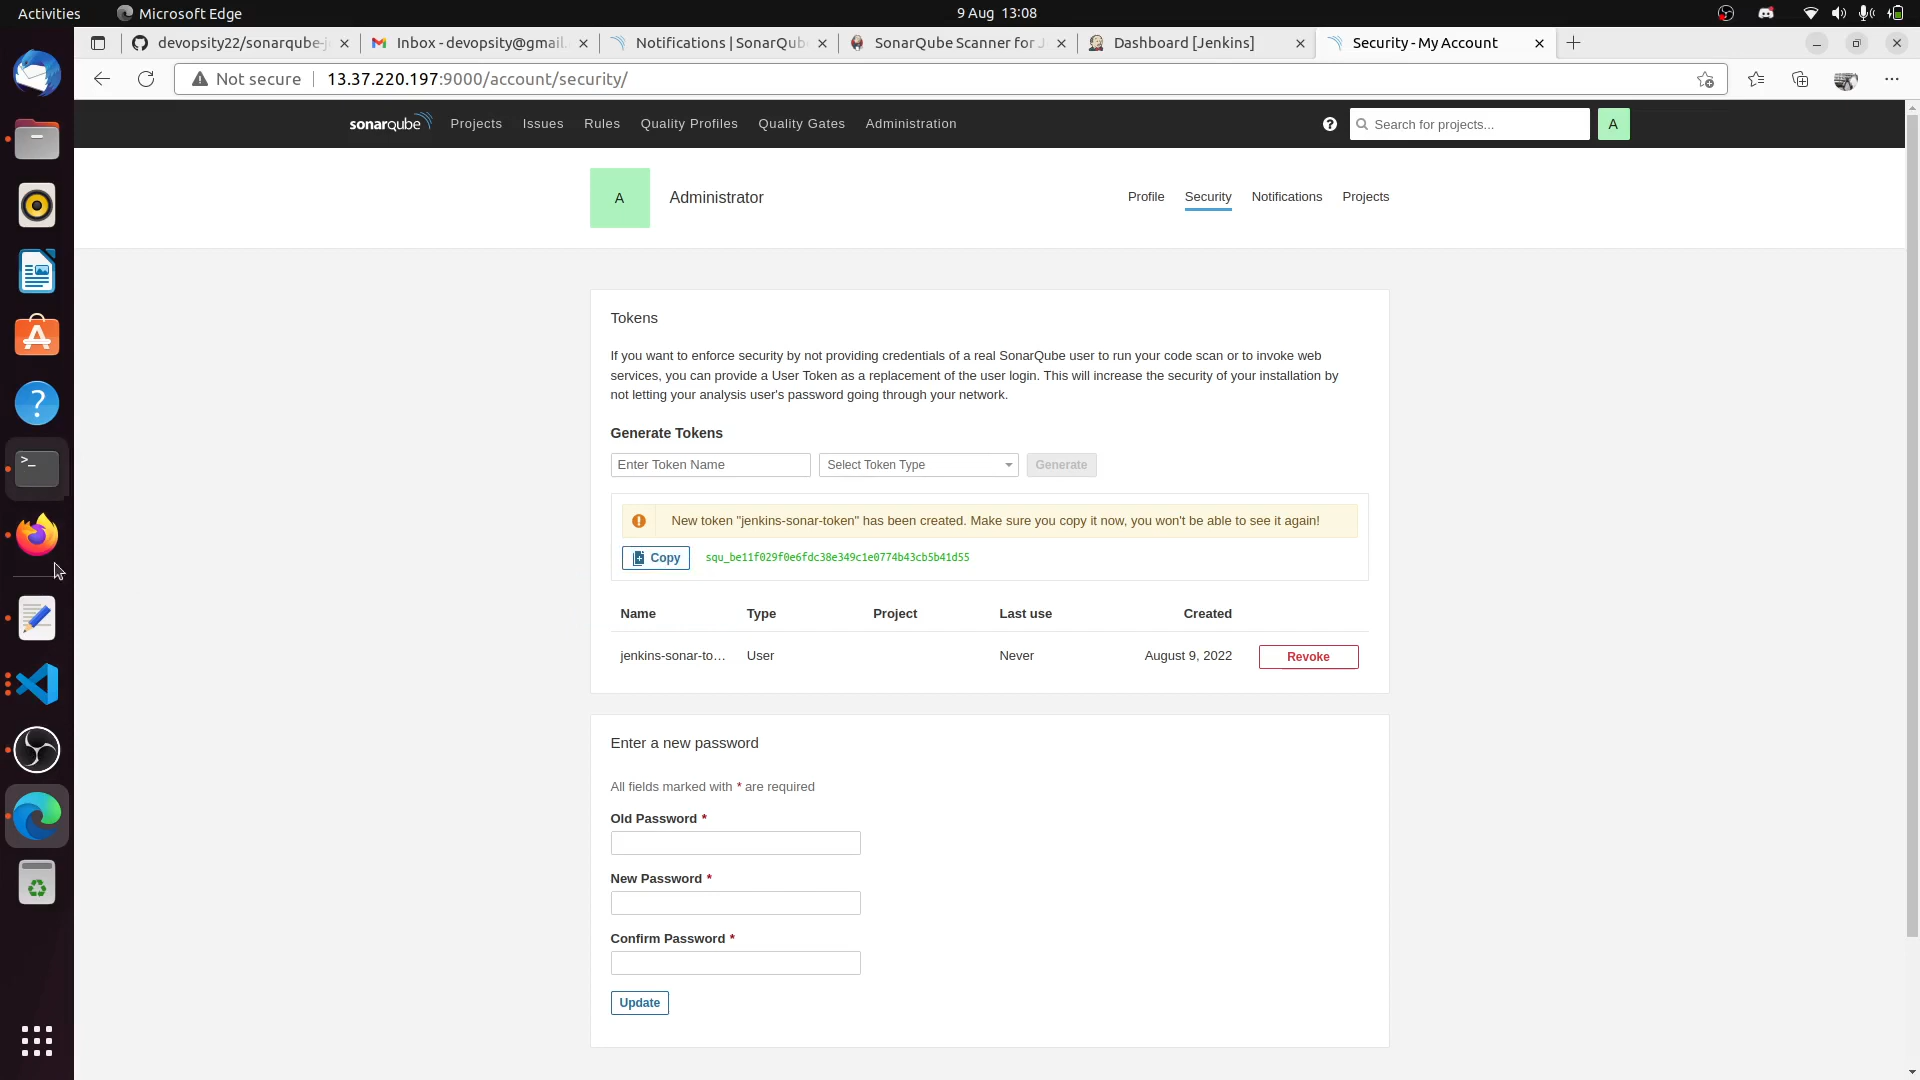 Activities
Microsoft Edge
9 Aug 13:08
devopsity22/sonarqube-j
Inbox - devopsity@gmail.
Notifications | SonarQub
SonarQube Scanner for J
Dashboard [Jenkins]
Security - My Account
Not secure
13.37.220.197:9000/account/security/
sonarqube
Projects
Issues
Rules
Quality Profiles
Quality Gates
Administration
Search for projects...
A
A
Administrator
Profile
Security
Notifications
Projects
Tokens
If you want to enforce security by not providing credentials of a real SonarQube user to run your code scan or to invoke web
services, you can provide a User Token as a replacement of the user login. This will increase the security of your installation by
not letting your analysis user's password going through your network.
Generate Tokens
Enter Token Name
Select Token Type
Generate
New token "jenkins-sonar-token" has been created. Make sure you copy it now, you won't be able to see it again!
Copy
squ_be11f029f0e6fdc38e349c1e0774b43cb5b41d55
Name Type Project Last use Created
jenkins-sonar-to… User Never August 9, 2022 Revoke
Enter a new password
All fields marked with * are required
Old Password *
New Password *
Confirm Password *
Update